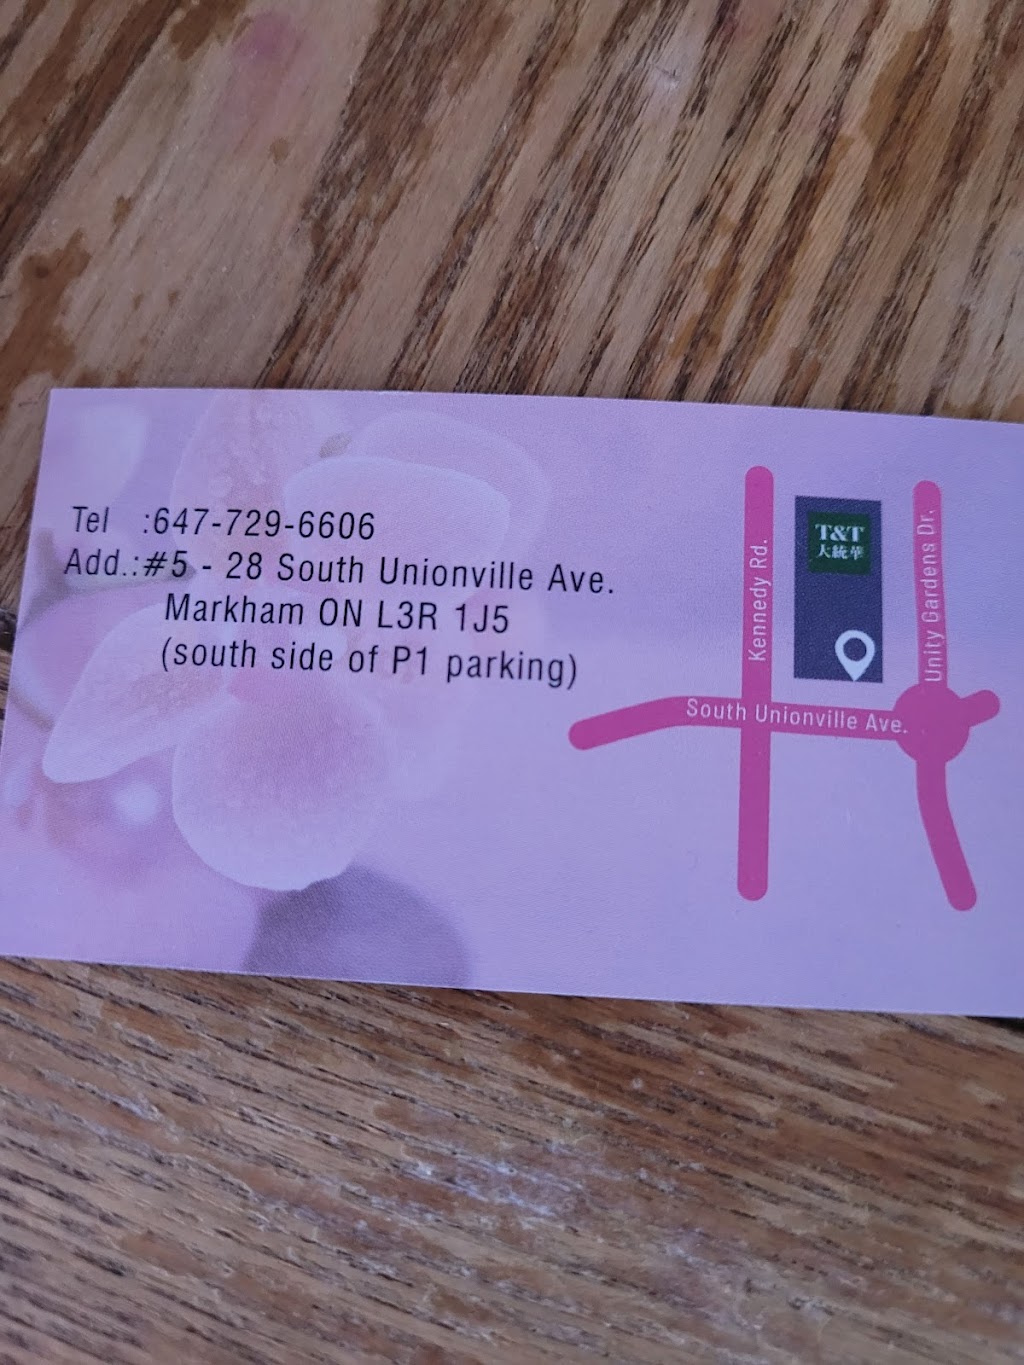 Tel :647-729-6606
Add.:#5 - 28 South Unionville Ave.
Markham ON L3R 1J5
(south side of P1 parking)
Kennedy Rd.
T&T
大統華
Unity Gardens Dr.
South Unionville Ave.